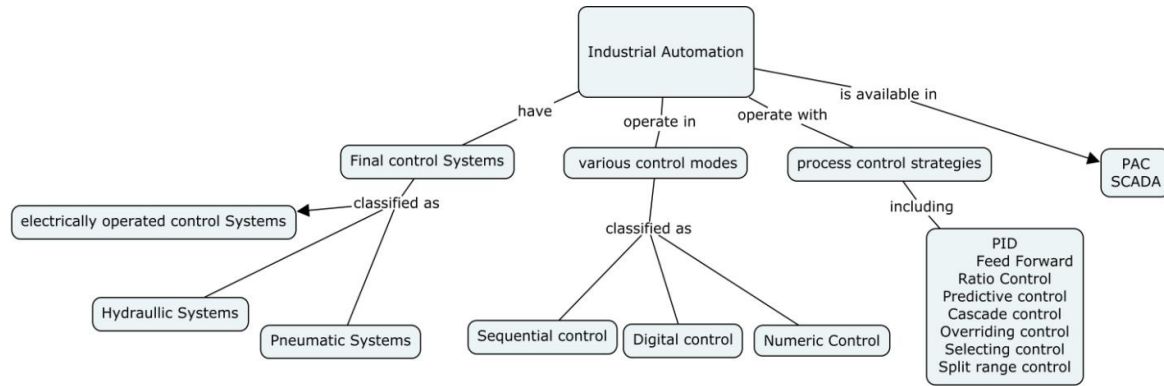 Industrial Automation
is available in
have
operate in
operate with
Final control Systems
various control modes
process control strategies
PAC
SCADA
classified as
electrically operated control Systems
including
classified as
PID
Feed Forward
Ratio Control
Predictive control
Cascade control
Overriding control
Selecting control
Split range control
Hydraullic Systems
Pneumatic Systems
Sequential control
Digital control
Numeric Control